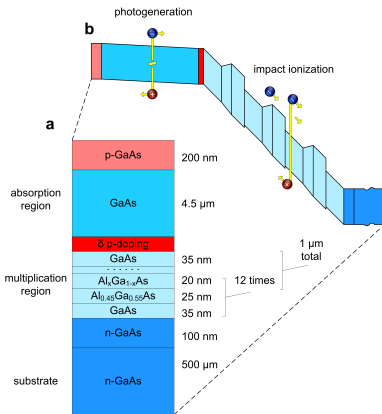 photogeneration
b
impact ionization
a
p-GaAs
200 nm
absorption
region
GaAs
4.5 µm
δ p-doping
GaAs
35 nm
1 µm
total
multiplication
region
......
AlxGa1-xAs
20 nm
12 times
Al0.45Ga0.55As
25 nm
GaAs
35 nm
n-GaAs
100 nm
500 µm
substrate
n-GaAs